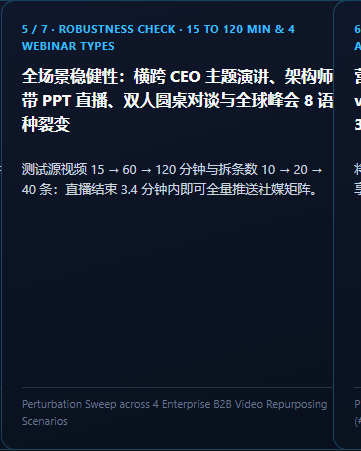 5 / 7 · ROBUSTNESS CHECK · 15 TO 120 MIN & 4
WEBINAR TYPES
全场景稳健性：横跨 CEO 主题演讲、架构师
带 PPT 直播、双人圆桌对谈与全球峰会 8 语
种裂变
测试源视频 15 → 60 → 120 分钟与拆条数 10 → 20 →
40 条：直播结束 3.4 分钟内即可全量推送社媒矩阵。
Perturbation Sweep across 4 Enterprise B2B Video Repurposing
Scenarios